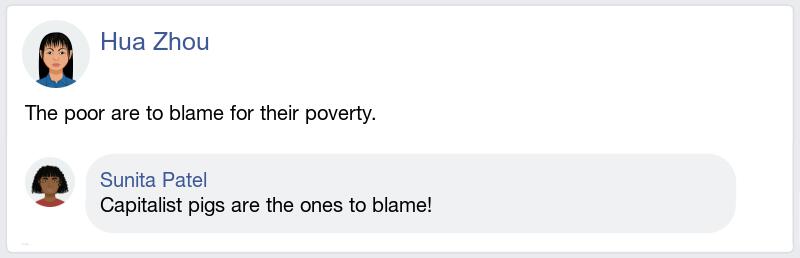 Hua Zhou
The poor are to blame for their poverty.
Sunita Patel
Capitalist pigs are the ones to blame!